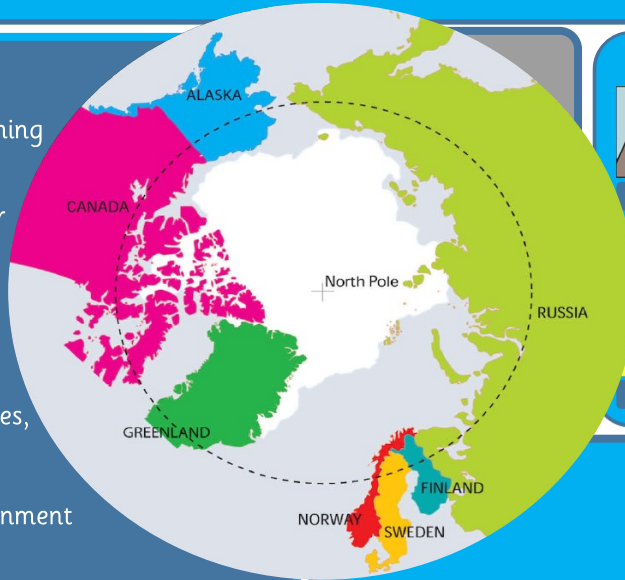 ALASKA
CANADA
North Pole
RUSSIA
GREENLAND
FINLAND
NORWAY
SWEDEN